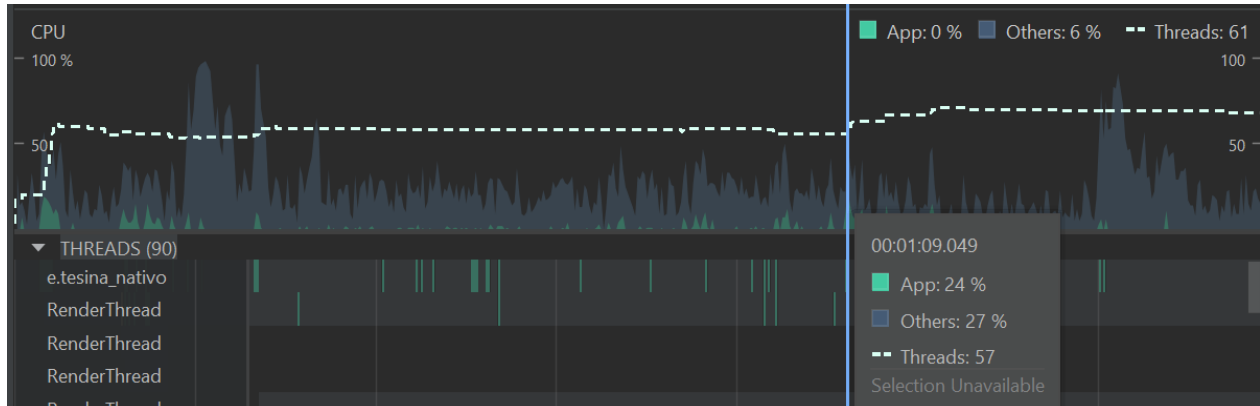 CPU
App: 0 % Others: 6 % Threads: 61
100 % 100
50 50
THREADS (90)
e.tesina_nativo
RenderThread
RenderThread
RenderThread
RenderThread
00:01:09.049
App: 24 %
Others: 27 %
Threads: 57
Selection Unavailable